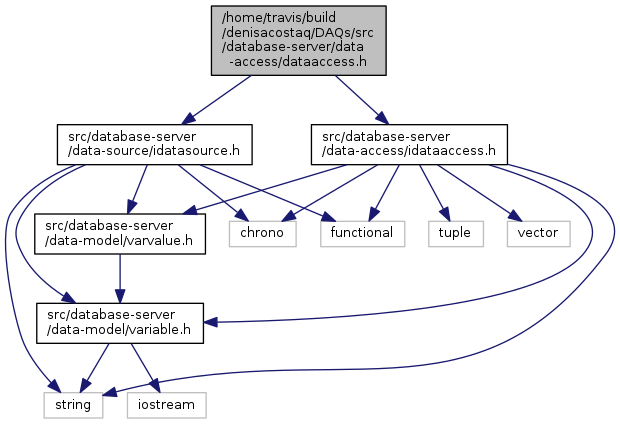 /home/travis/build
/denisacostaq/DAQs/src
/database-server/data
-access/dataaccess.h
src/database-server
/data-source/idatasource.h
src/database-server
/data-access/idataaccess.h
src/database-server
/data-model/varvalue.h
chrono
functional
tuple
vector
src/database-server
/data-model/variable.h
string
iostream